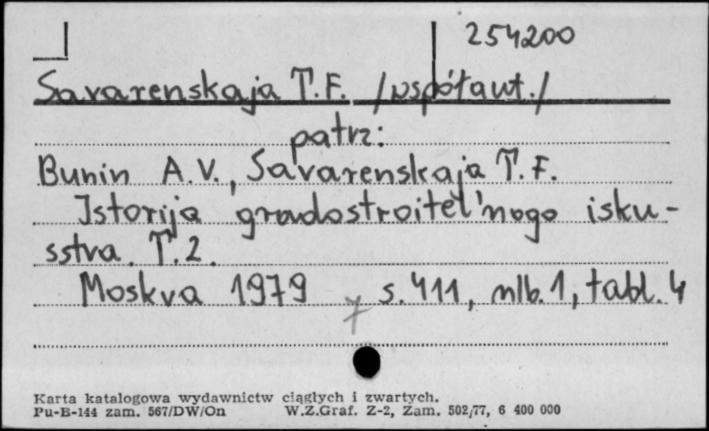 254200
Savarenskaja T.F. /współaut./
patrz:
Bunin A.V., Savarenskaja T.F.
Istorija gradostroitel'nogo isku-
sstva. T.2.
Moskva 1979 s. 411, nlb. 1, tabl. 4
Karta katalogowa wydawnictw ciągłych i zwartych.
Pu-B-144 zam. 567/DW/On W.Z.Graf. Z-2, Zam. 502/77, 6 400 000